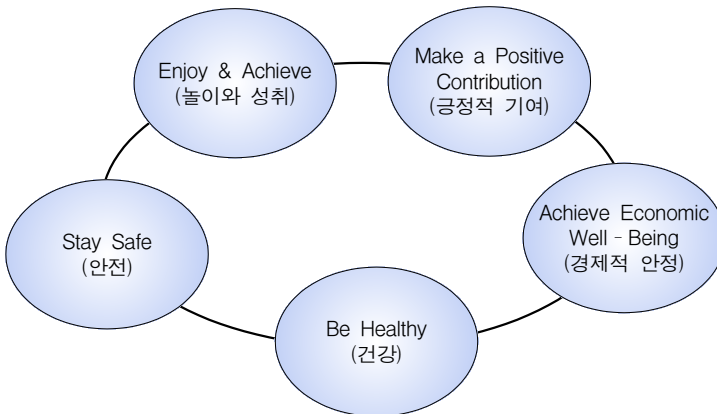 Enjoy & Achieve
(놀이와 성취)
Make a Positive
Contribution
(긍정적 기여)
Achieve Economic
Well-Being
(경제적 안정)
Stay Safe
(안전)
Be Healthy
(건강)